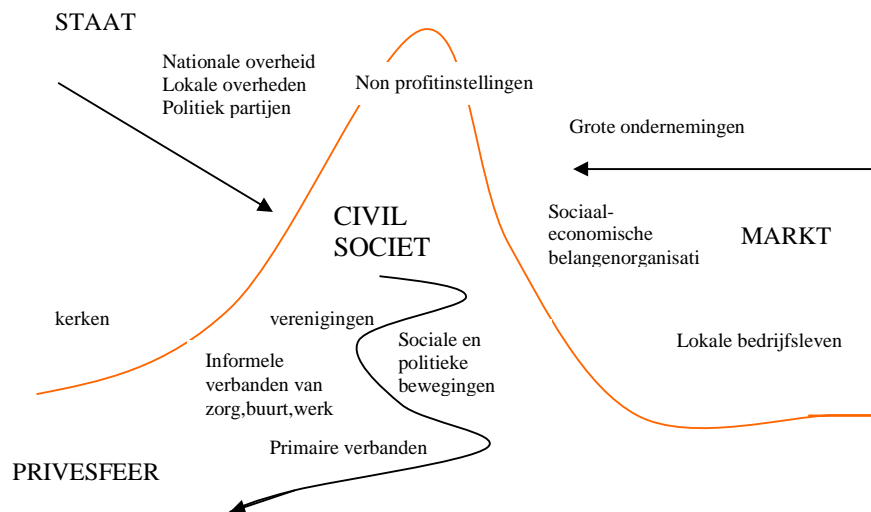 STAAT
Nationale overheid
Lokale overheden
Politiek partijen
Non profitinstellingen
Grote ondernemingen
CIVIL
SOCIET
Sociaal-
economische
belangenorganisati
MARKT
kerken
verenigingen
Sociale en
politieke
bewegingen
Lokale bedrijfsleven
Informele
verbanden van
zorg,buurt,werk
Primaire verbanden
PRIVESFEER